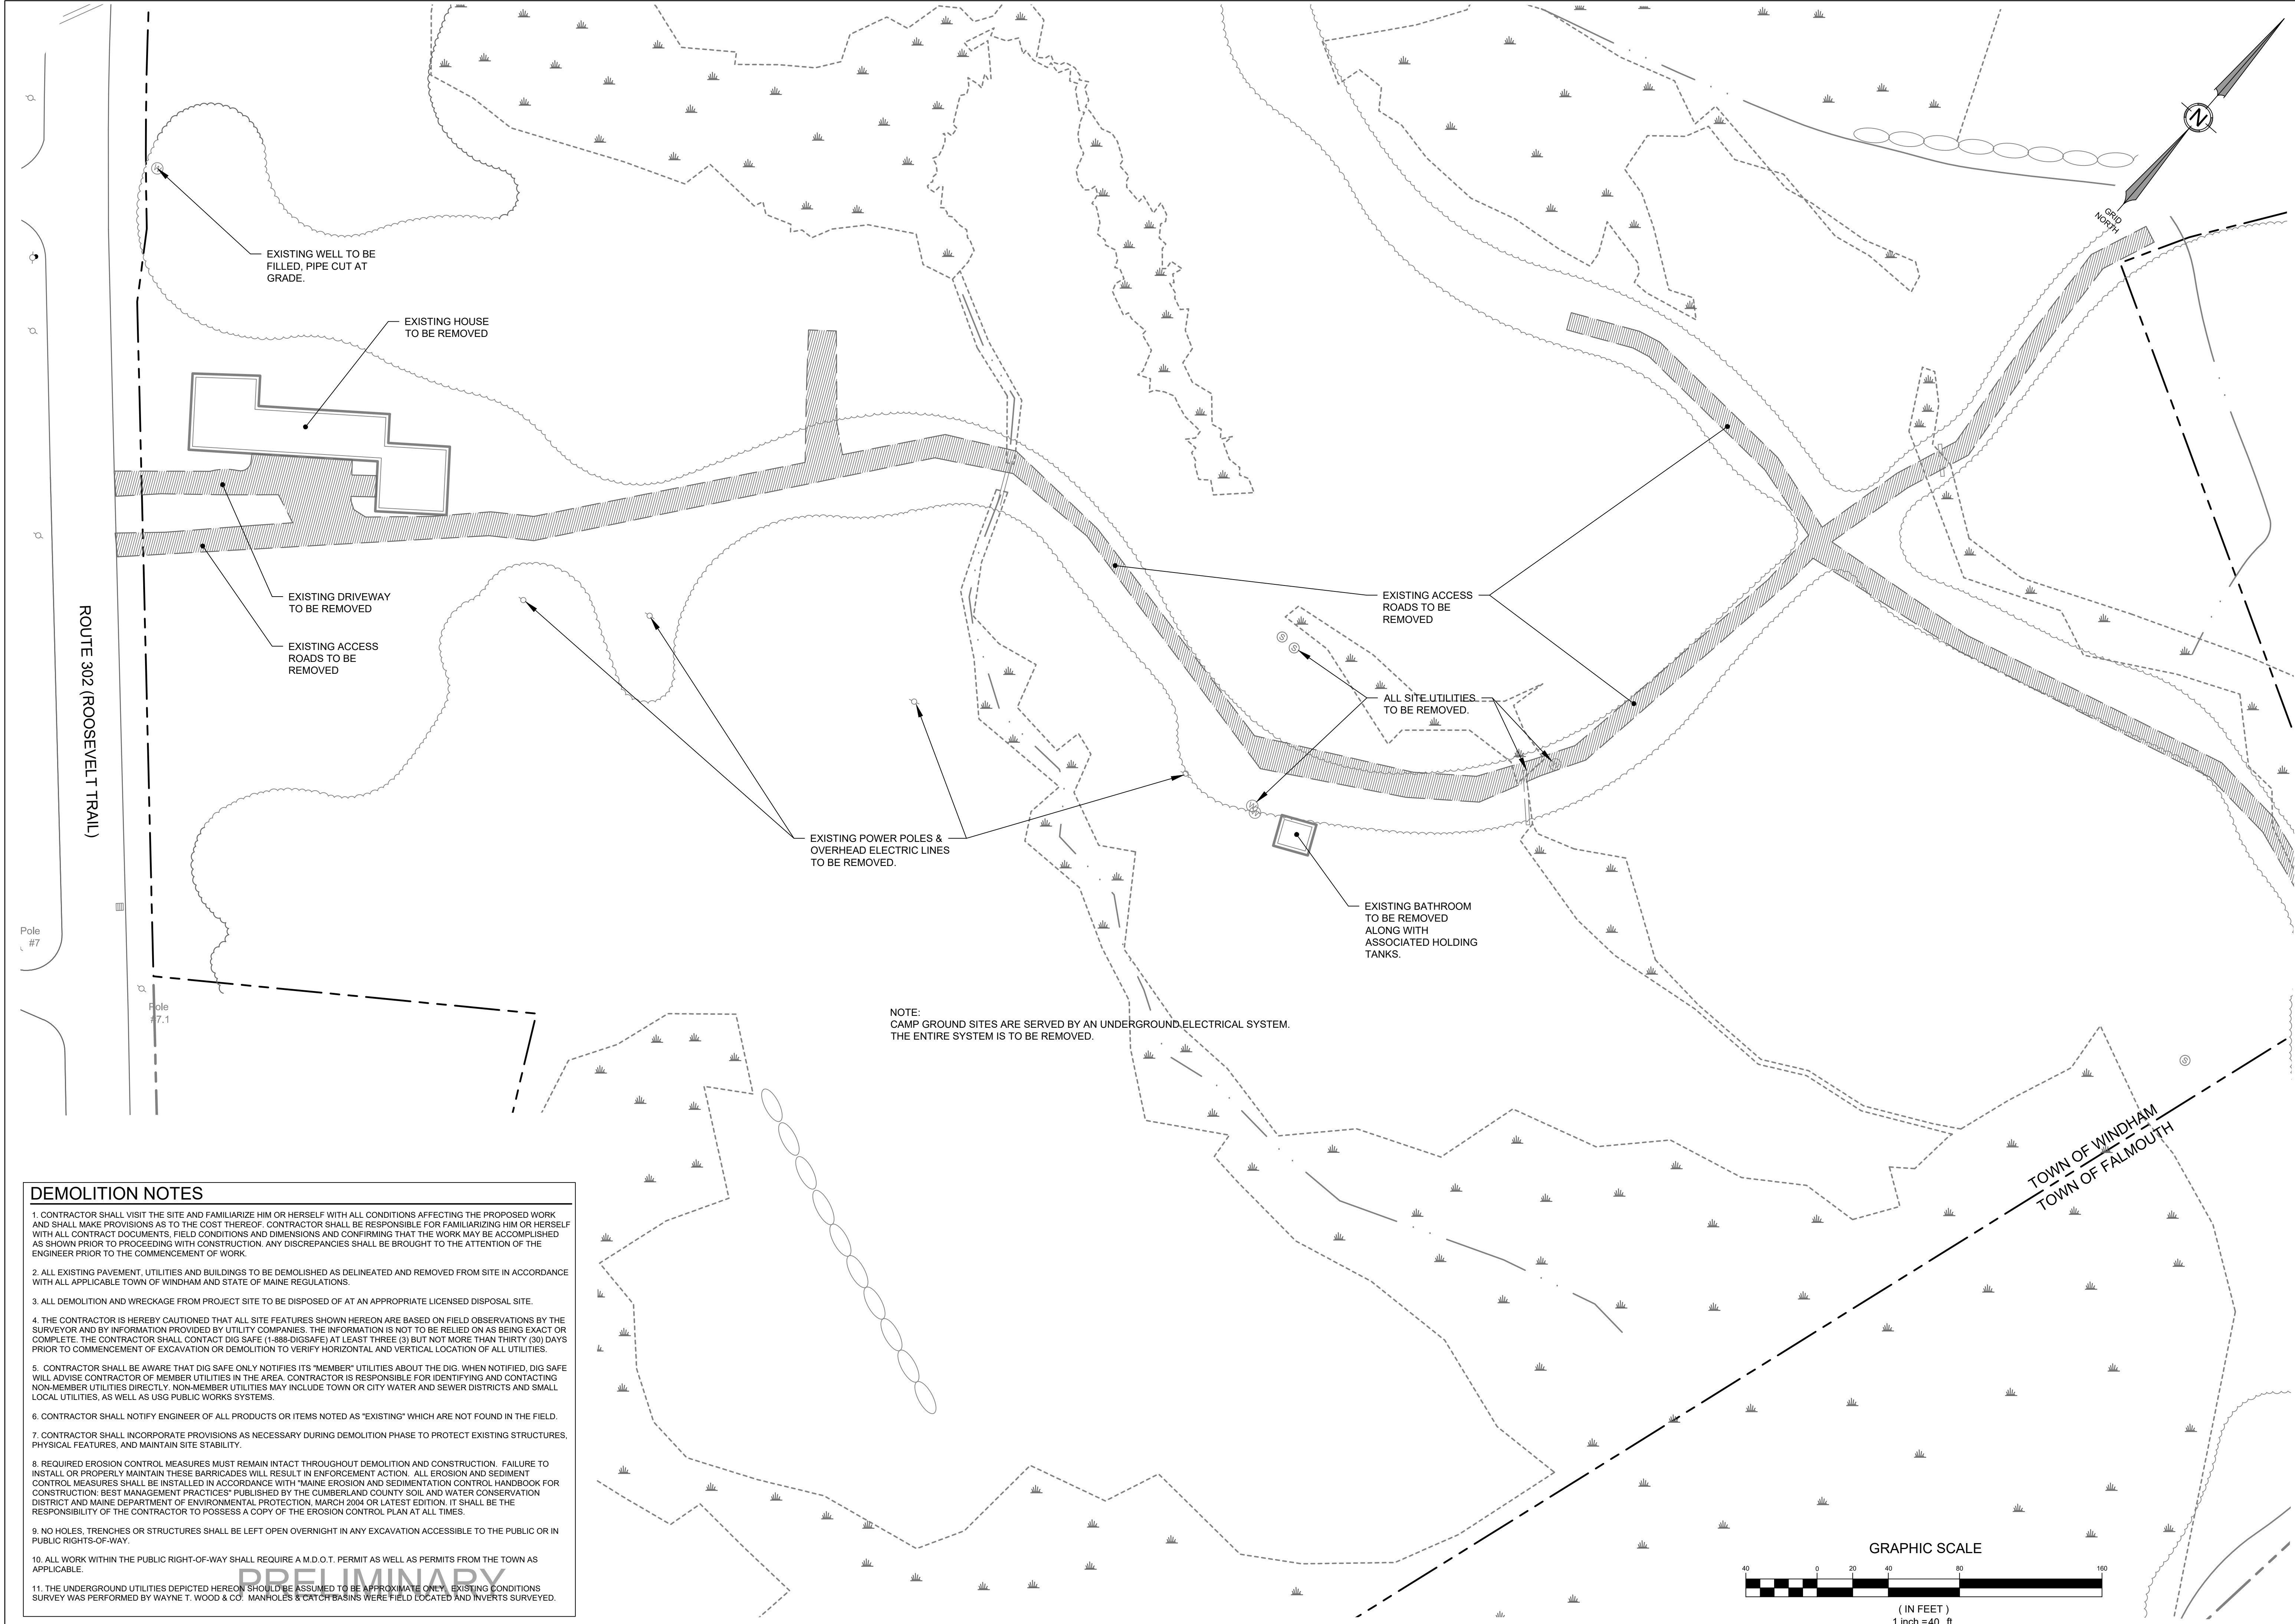 N
GRID
NORTH
EXISTING WELL TO BE
FILLED, PIPE CUT AT
GRADE.
EXISTING HOUSE
TO BE REMOVED
EXISTING DRIVEWAY
TO BE REMOVED
EXISTING ACCESS
ROADS TO BE
REMOVED
ROUTE 302 (ROOSEVELT TRAIL)
EXISTING ACCESS
ROADS TO BE
REMOVED
S
S
ALL SITE UTILITIES
TO BE REMOVED.
EXISTING POWER POLES &
OVERHEAD ELECTRIC LINES
TO BE REMOVED.
EXISTING BATHROOM
TO BE REMOVED
ALONG WITH
ASSOCIATED HOLDING
TANKS.
Pole
#7
Pole
#7.1
NOTE:
CAMP GROUND SITES ARE SERVED BY AN UNDERGROUND ELECTRICAL SYSTEM.
THE ENTIRE SYSTEM IS TO BE REMOVED.
S
TOWN OF WINDHAM
TOWN OF FALMOUTH
DEMOLITION NOTES
1. CONTRACTOR SHALL VISIT THE SITE AND FAMILIARIZE HIM OR HERSELF WITH ALL CONDITIONS AFFECTING THE PROPOSED WORK
AND SHALL MAKE PROVISIONS AS TO THE COST THEREOF. CONTRACTOR SHALL BE RESPONSIBLE FOR FAMILIARIZING HIM OR HERSELF
WITH ALL CONTRACT DOCUMENTS, FIELD CONDITIONS AND DIMENSIONS AND CONFIRMING THAT THE WORK MAY BE ACCOMPLISHED
AS SHOWN PRIOR TO PROCEEDING WITH CONSTRUCTION. ANY DISCREPANCIES SHALL BE BROUGHT TO THE ATTENTION OF THE
ENGINEER PRIOR TO THE COMMENCEMENT OF WORK.
2. ALL EXISTING PAVEMENT, UTILITIES AND BUILDINGS TO BE DEMOLISHED AS DELINEATED AND REMOVED FROM SITE IN ACCORDANCE
WITH ALL APPLICABLE TOWN OF WINDHAM AND STATE OF MAINE REGULATIONS.
3. ALL DEMOLITION AND WRECKAGE FROM PROJECT SITE TO BE DISPOSED OF AT AN APPROPRIATE LICENSED DISPOSAL SITE.
4. THE CONTRACTOR IS HEREBY CAUTIONED THAT ALL SITE FEATURES SHOWN HEREON ARE BASED ON FIELD OBSERVATIONS BY THE
SURVEYOR AND BY INFORMATION PROVIDED BY UTILITY COMPANIES. THE INFORMATION IS NOT TO BE RELIED ON AS BEING EXACT OR
COMPLETE. THE CONTRACTOR SHALL CONTACT DIG SAFE (1-888-DIGSAFE) AT LEAST THREE (3) BUT NOT MORE THAN THIRTY (30) DAYS
PRIOR TO COMMENCEMENT OF EXCAVATION OR DEMOLITION TO VERIFY HORIZONTAL AND VERTICAL LOCATION OF ALL UTILITIES.
5. CONTRACTOR SHALL BE AWARE THAT DIG SAFE ONLY NOTIFIES ITS "MEMBER" UTILITIES ABOUT THE DIG. WHEN NOTIFIED, DIG SAFE
WILL ADVISE CONTRACTOR OF MEMBER UTILITIES IN THE AREA. CONTRACTOR IS RESPONSIBLE FOR IDENTIFYING AND CONTACTING
NON-MEMBER UTILITIES DIRECTLY. NON-MEMBER UTILITIES MAY INCLUDE TOWN OR CITY WATER AND SEWER DISTRICTS AND SMALL
LOCAL UTILITIES, AS WELL AS USG PUBLIC WORKS SYSTEMS.
6. CONTRACTOR SHALL NOTIFY ENGINEER OF ALL PRODUCTS OR ITEMS NOTED AS "EXISTING" WHICH ARE NOT FOUND IN THE FIELD.
7. CONTRACTOR SHALL INCORPORATE PROVISIONS AS NECESSARY DURING DEMOLITION PHASE TO PROTECT EXISTING STRUCTURES,
PHYSICAL FEATURES, AND MAINTAIN SITE STABILITY.
8. REQUIRED EROSION CONTROL MEASURES MUST REMAIN INTACT THROUGHOUT DEMOLITION AND CONSTRUCTION. FAILURE TO
INSTALL OR PROPERLY MAINTAIN THESE BARRICADES WILL RESULT IN ENFORCEMENT ACTION. ALL EROSION AND SEDIMENT
CONTROL MEASURES SHALL BE INSTALLED IN ACCORDANCE WITH "MAINE EROSION AND SEDIMENTATION CONTROL HANDBOOK FOR
CONSTRUCTION: BEST MANAGEMENT PRACTICES" PUBLISHED BY THE CUMBERLAND COUNTY SOIL AND WATER CONSERVATION
DISTRICT AND MAINE DEPARTMENT OF ENVIRONMENTAL PROTECTION, MARCH 2004 OR LATEST EDITION. IT SHALL BE THE
RESPONSIBILITY OF THE CONTRACTOR TO POSSESS A COPY OF THE EROSION CONTROL PLAN AT ALL TIMES.
9. NO HOLES, TRENCHES OR STRUCTURES SHALL BE LEFT OPEN OVERNIGHT IN ANY EXCAVATION ACCESSIBLE TO THE PUBLIC OR IN
PUBLIC RIGHTS-OF-WAY.
10. ALL WORK WITHIN THE PUBLIC RIGHT-OF-WAY SHALL REQUIRE A M.D.O.T. PERMIT AS WELL AS PERMITS FROM THE TOWN AS
APPLICABLE.
11. THE UNDERGROUND UTILITIES DEPICTED HEREON SHOULD BE ASSUMED TO BE APPROXIMATE ONLY. EXISTING CONDITIONS
SURVEY WAS PERFORMED BY WAYNE T. WOOD & CO. MANHOLES & CATCH BASINS WERE FIELD LOCATED AND INVERTS SURVEYED.
PRELIMINARY
GRAPHIC SCALE
40 0 20 40 80 160
( IN FEET )
1 inch = 40 ft.